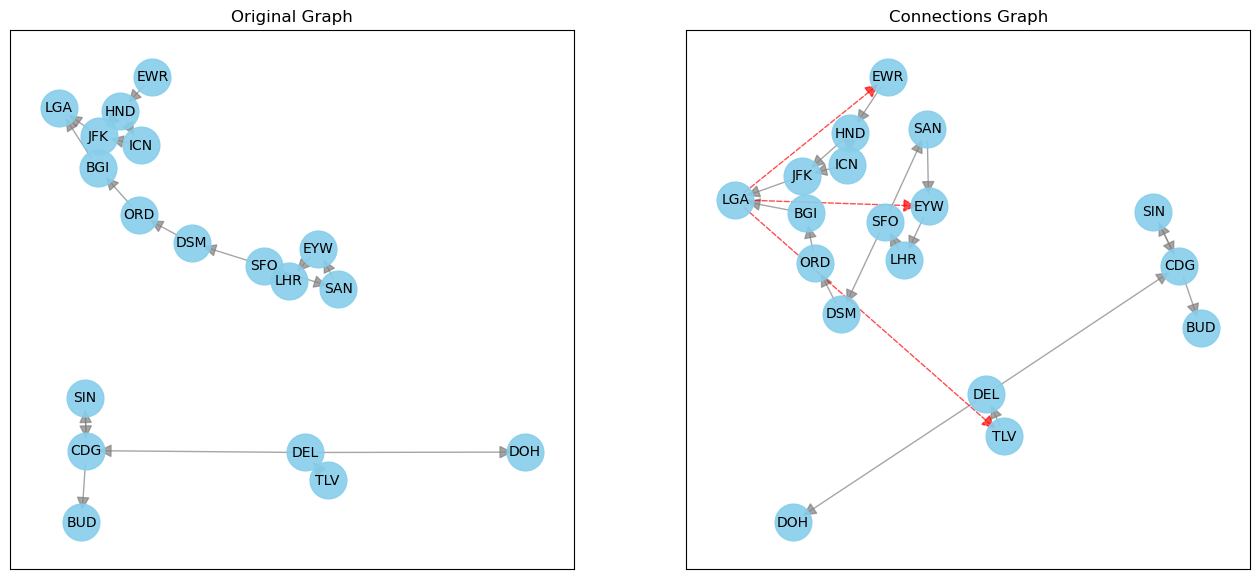 Original Graph
EWR
LGA
HND
JFK
ICN
BGI
ORD
DSM
EYW
SFO
LHR
SAN
SIN
CDG
DEL
DOH
TLV
BUD
Connections Graph
EWR
SAN
HND
ICN
JFK
LGA
EYW
BGI
SFO
SIN
LHR
ORD
CDG
DSM
BUD
DEL
TLV
DOH